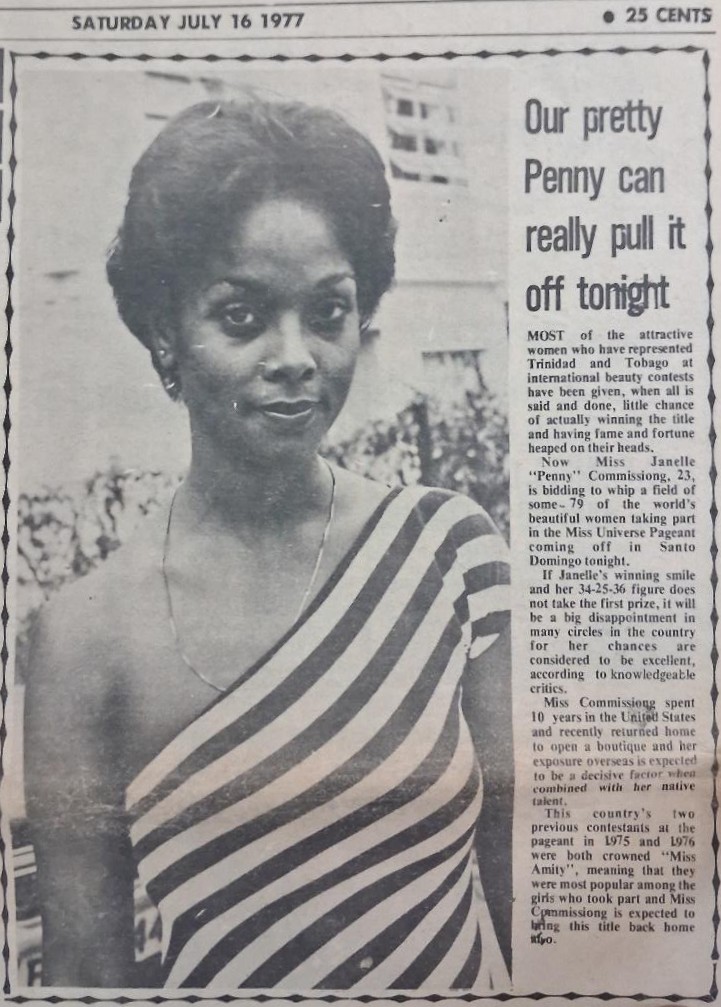 SATURDAY JULY 16 1977
● 25 CENTS
Our pretty
Penny can
really pull it
off tonight
MOST of the attractive
women who have represented
Trinidad and Tobago at
international beauty contests
have been given, when all is
said and done, little chance
of actually winning the title
and having fame and fortune
heaped on their heads.
Now Miss Janelle
"Penny" Commissiong, 23,
is bidding to whip a field of
some 79 of the world's
beautiful women taking part
in the Miss Universe Pageant
coming off in Santo
Domingo tonight.
If Janelle's winning smile
and her 34-25-36 figure does
not take the first prize, it will
be a big disappointment in
many circles in the country
for her chances are
considered to be excellent,
according to knowledgeable
critics.
Miss Commissiong spent
10 years in the United States
and recently returned home
to open a boutique and her
exposure overseas is expected
to be a decisive factor when
combined with her native
talent.
This country's two
previous contestants at the
pageant in 1975 and 1976
were both crowned "Miss
Amity", meaning that they
were most popular among the
girls who took part and Miss
Commissiong is expected to
bring this title back home
also.